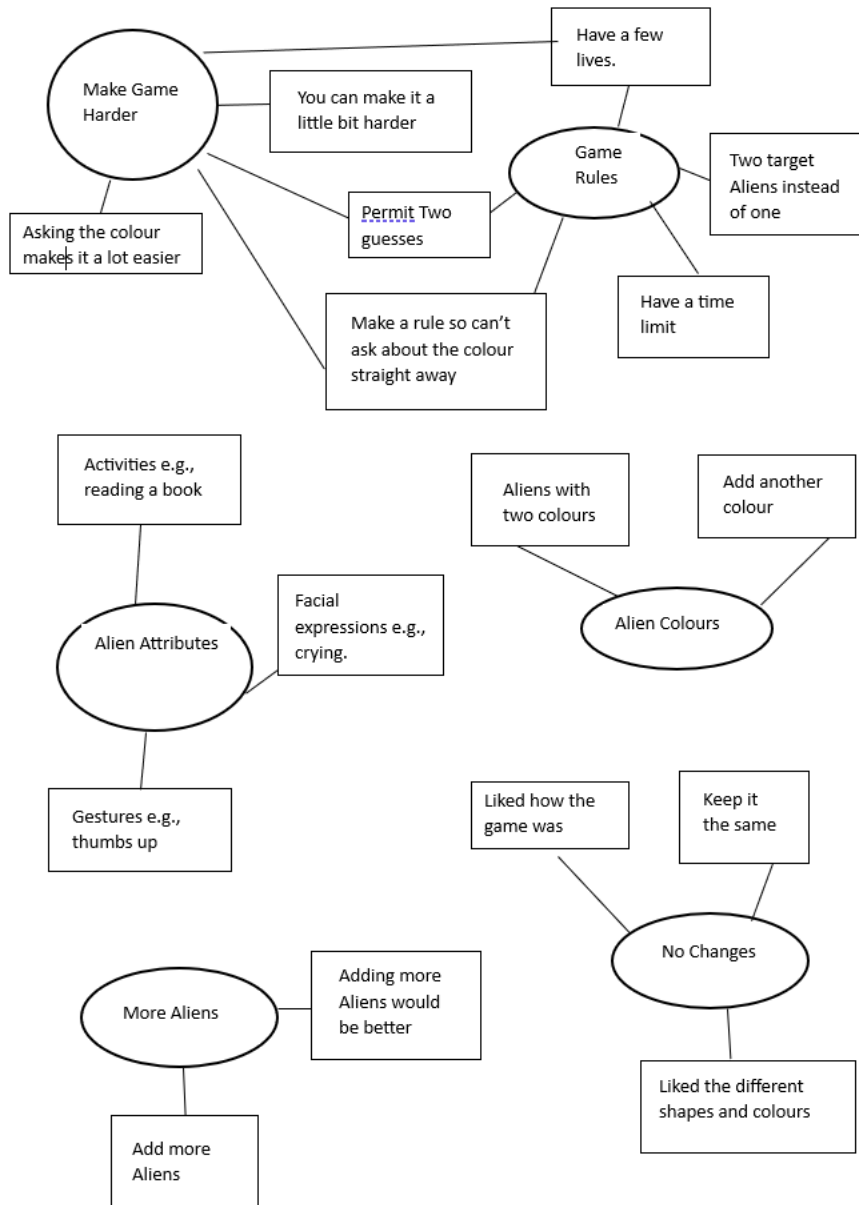 Have a few
lives.
Make Game
Harder
You can make it a
little bit harder
Game
Rules
Two target
Aliens instead
of one
Permit Two
guesses
Asking the colour
makes it a lot easier
Have a time
limit
Make a rule so can’t
ask about the colour
straight away
Activities e.g.,
reading a book
Aliens with
two colours
Add another
colour
Facial
expressions e.g.,
crying.
Alien Attributes
Alien Colours
Gestures e.g.,
thumbs up
Liked how the
game was
Keep it
the same
No Changes
More Aliens
Adding more
Aliens would
be better
Liked the different
shapes and colours
Add more
Aliens